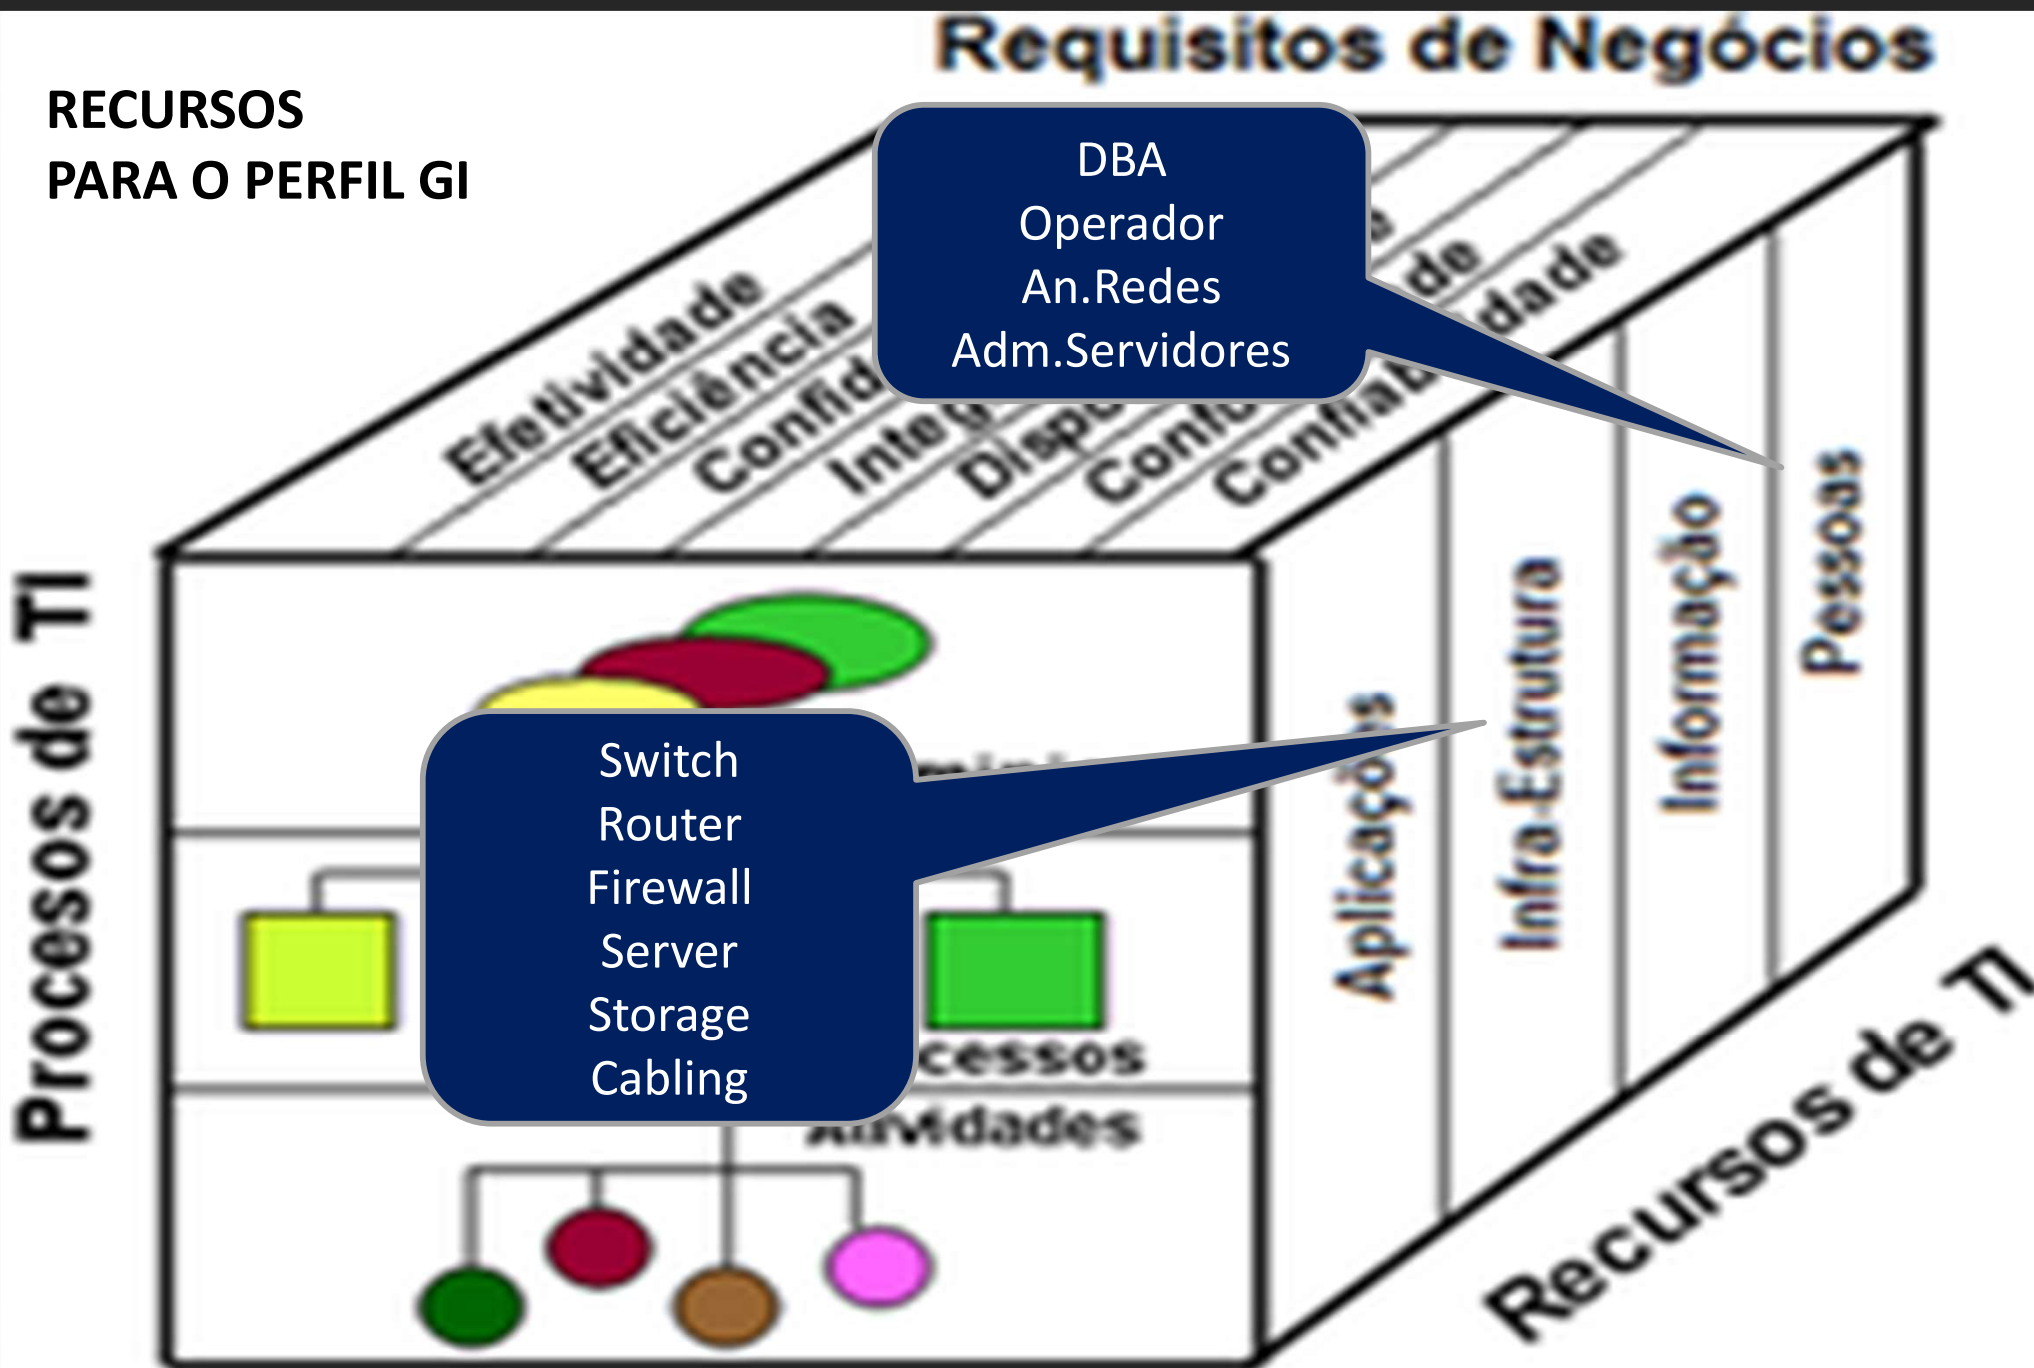 Requisitos de Negócios
RECURSOS
PARA O PERFIL GI
DBA
Operador
An.Redes
Adm.Servidores
Efetividade
Eficiência
Switch
Router
Firewall
Server
Storage
Cabling
Aplicações
Infra-Estrutura
Informação
Pessoas
Atividades
Processos de TI
Recursos de TI